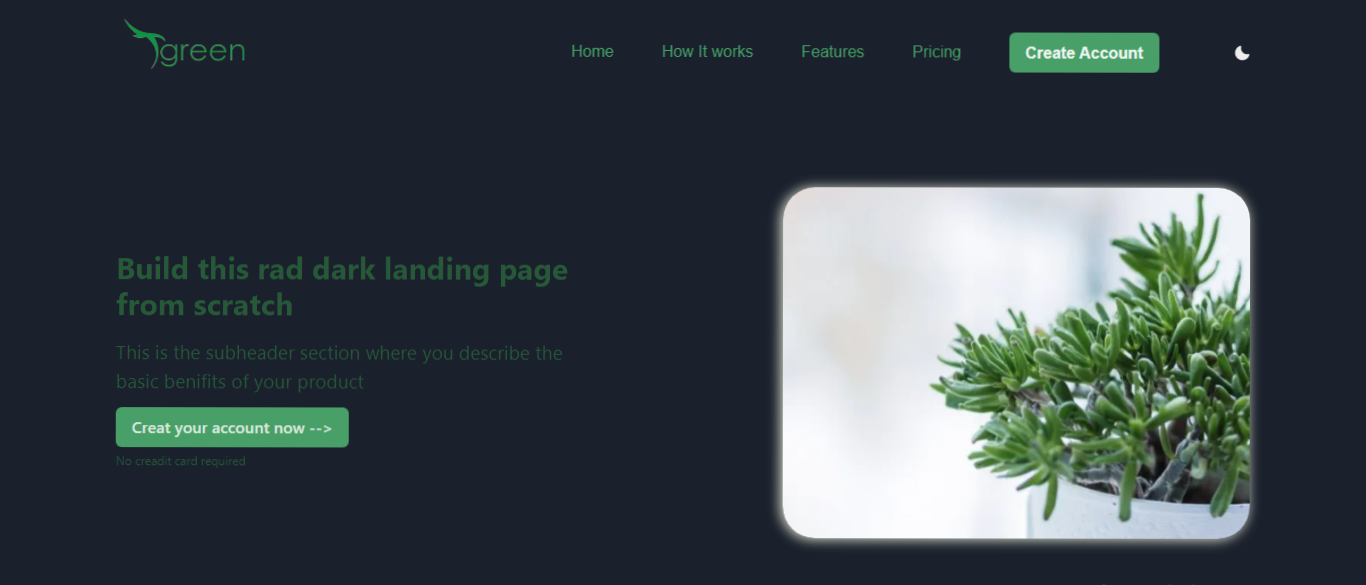 green
Home
How It works
Features
Pricing
Create Account
Build this rad dark landing page
from scratch
This is the subheader section where you describe the
basic benifits of your product
Creat your account now -->
No creadit card required